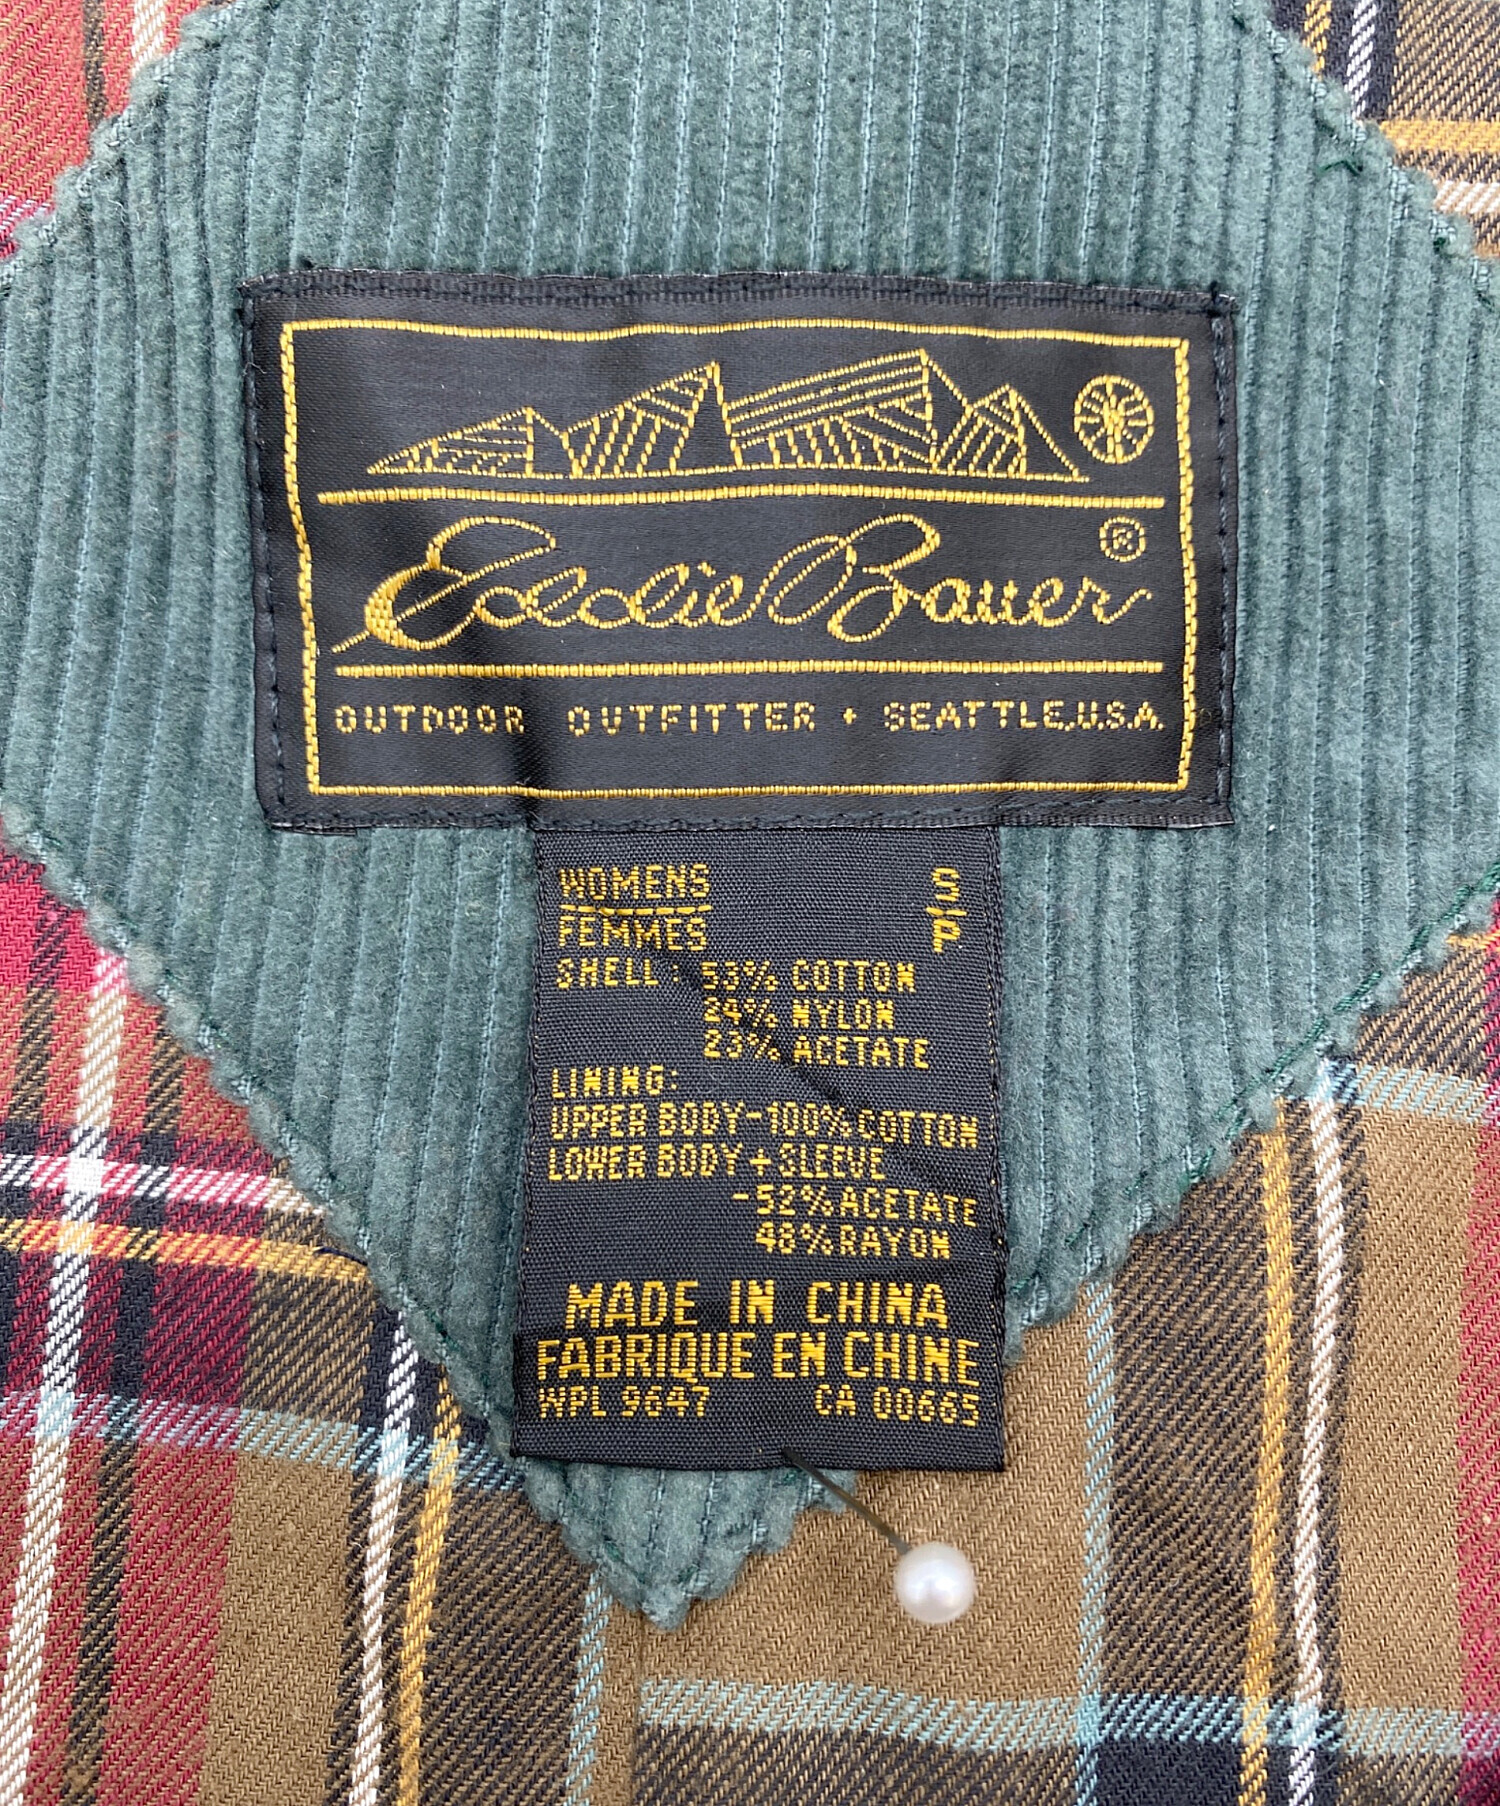 Eddie Bauer ®
OUTDOOR OUTFITTER • SEATTLE, U.S.A.
WOMENS S
FEMMES P
SHELL: 53% COTTON
24% NYLON
23% ACETATE
LINING:
UPPER BODY-100% COTTON
LOWER BODY + SLEEVE
-52% ACETATE
48% RAYON
MADE IN CHINA
FABRIQUE EN CHINE
WPL 9647 CA 00665